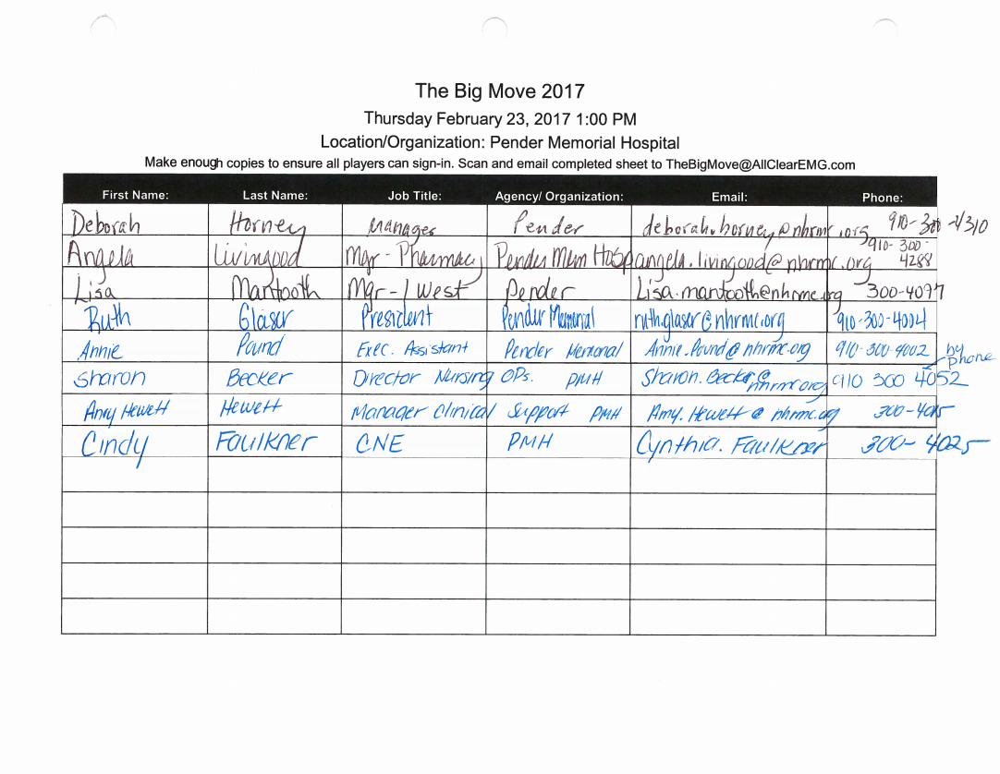 The Big Move 2017
Thursday February 23, 2017 1:00 PM
Location/Organization: Pender Memorial Hospital
Make enough copies to ensure all players can sign-in. Scan and email completed sheet to TheBigMove@AllClearEMG.com
First Name: Last Name: Job Title: Agency/ Organization: Email: Phone:
Deborah Horney Manager Pender deborah.horney@nhrmc.org 910-300-4310
Angela Livingood Mgr - Pharmacy Pender Mem Hosp angela.livingood@nhrmc.org 910-300-4288
Lisa Mantooth Mgr - 1 West Pender Lisa.mantooth@nhrmc.org 300-4097
Ruth Glaser President Pender Memorial ruth.glaser@nhrmc.org 910-300-4004
Annie Pound Exec. Assistant Pender Memorial Annie.Pound@nhrmc.org 910-300-4002
by phone
Sharon Becker Director Nursing OPs. PMH Sharon.Becker@nhrmc.org 910 300 4052
Amy Hewett Hewett Manager Clinical Support PMH Amy.Hewett@nhrmc.org 300-4015
Cindy Faulkner CNE PMH Cynthia.Faulkner 300-4025